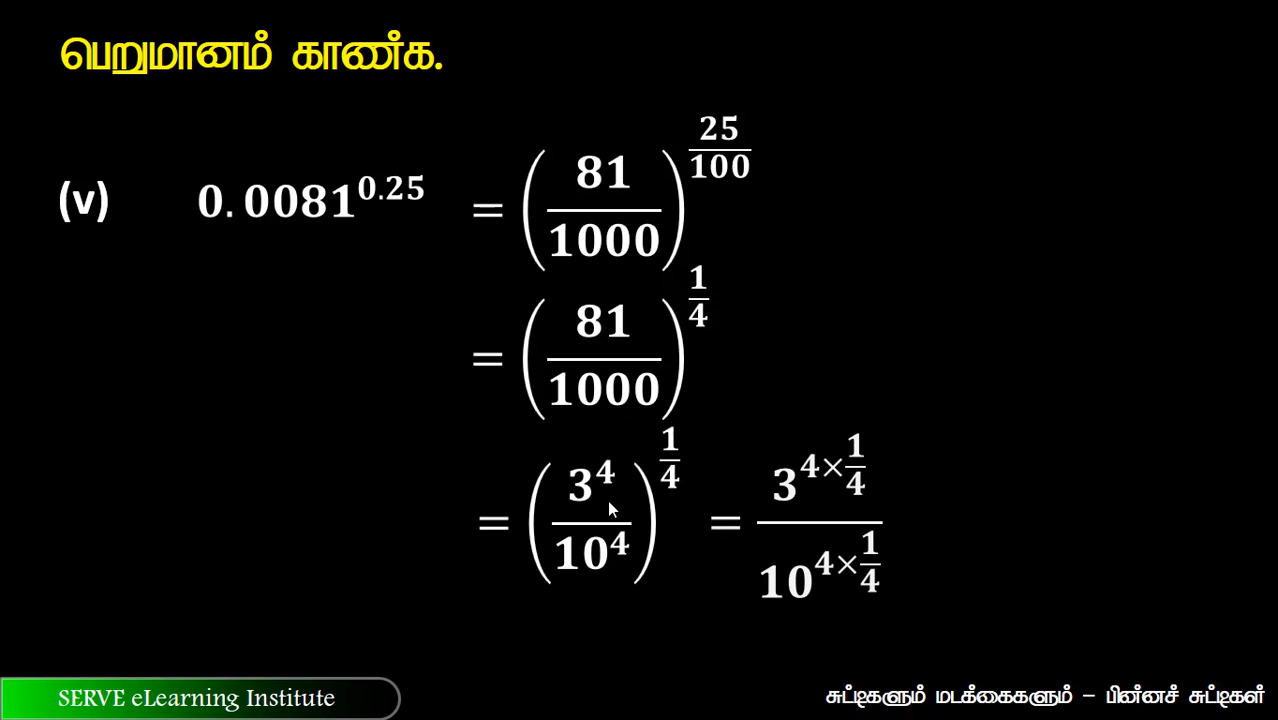 பெறுமானம் காண்க.
(v) 0.0081^{0.25} = (81/1000)^{25/100}
= (81/1000)^{1/4}
= (3^4/10^4)^{1/4} = 3^{4×1/4}/10^{4×1/4}
SERVE eLearning Institute
சுட்டிகளும் மடக்கைகளும் – பின்னச் சுட்டிகள்